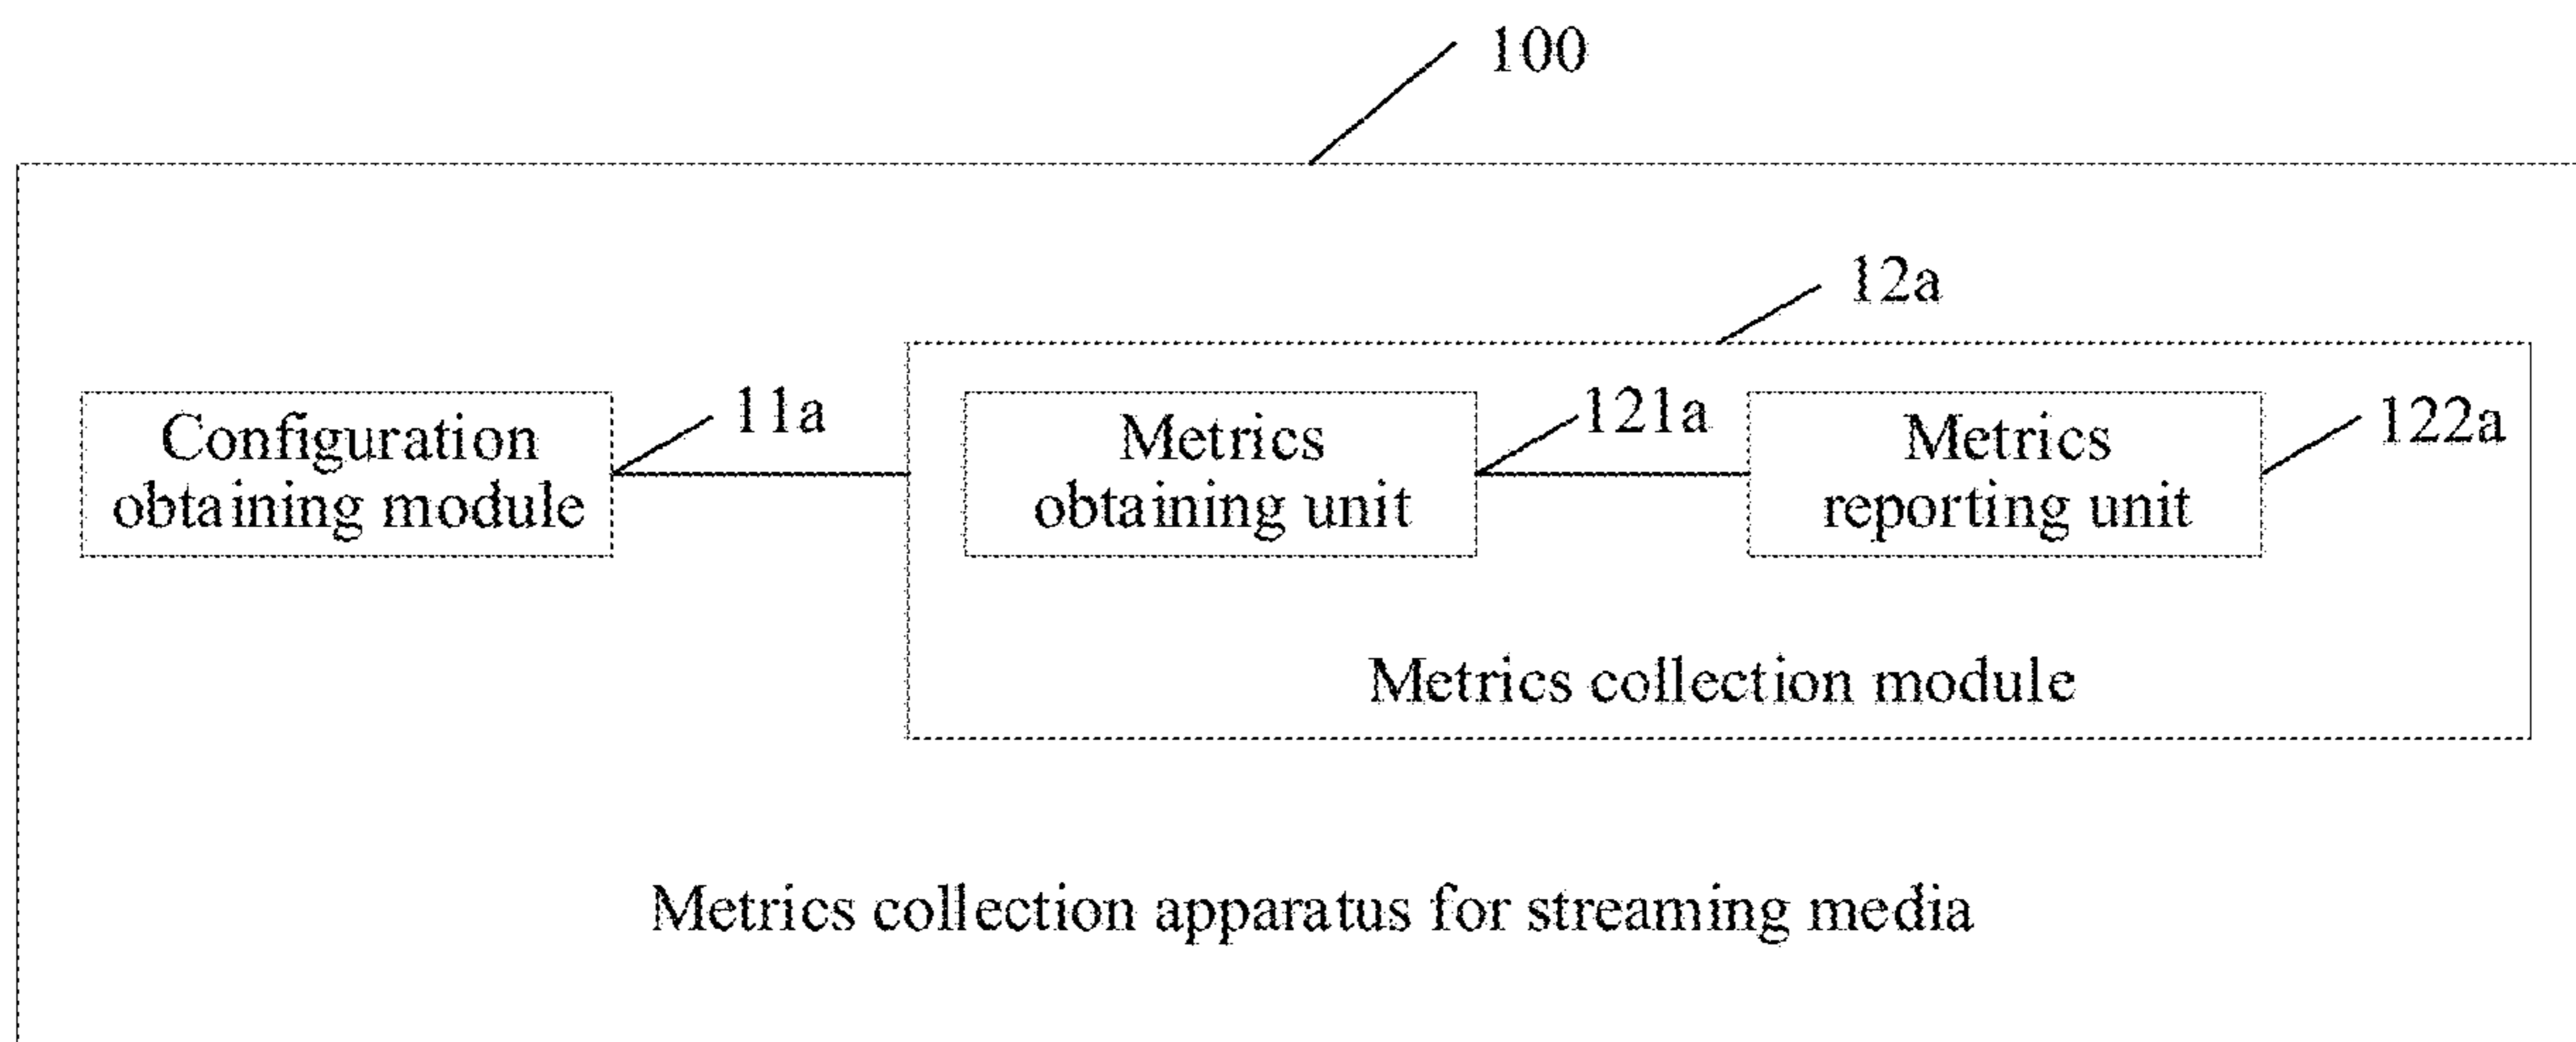 100
12a
11a
121a
122a
Configuration
obtaining module
Metrics
obtaining unit
Metrics
reporting unit
Metrics collection module
Metrics collection apparatus for streaming media